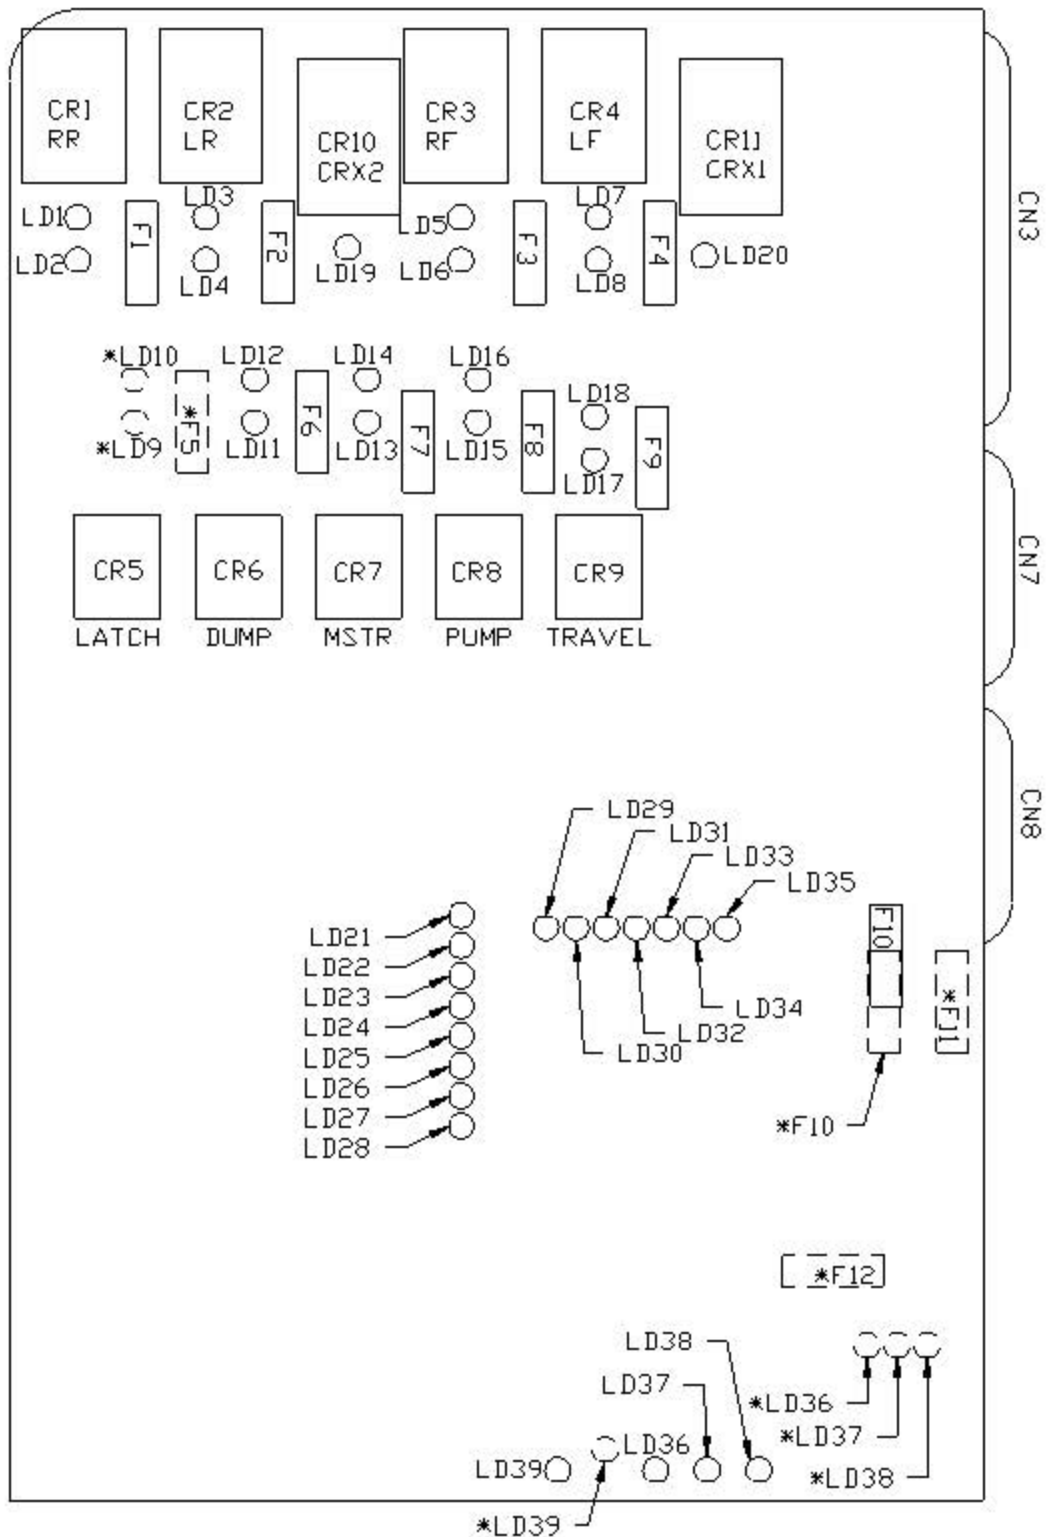 CR1
RR
CR2
LR
CR10
CRX2
CR3
RF
CR4
LF
CR11
CRX1
CN3
LD1
LD2
F1
LD3
LD4
F2
LD19
LD5
LD6
F3
LD7
LD8
F4
LD20
*LD10
*LD9
*F5
LD12
LD11
F6
LD14
LD13
F7
LD16
LD15
F8
LD18
LD17
F9
CN7
CR5
CR6
CR7
CR8
CR9
LATCH
DUMP
MSTR
PUMP
TRAVEL
CN8
LD29
LD31
LD33
LD35
LD21
LD22
LD23
LD24
LD25
LD26
LD27
LD28
LD34
LD32
LD30
F10
*F11
*F10
*F12
LD38
LD37
*LD36
*LD37
*LD38
LD36
LD39
*LD39